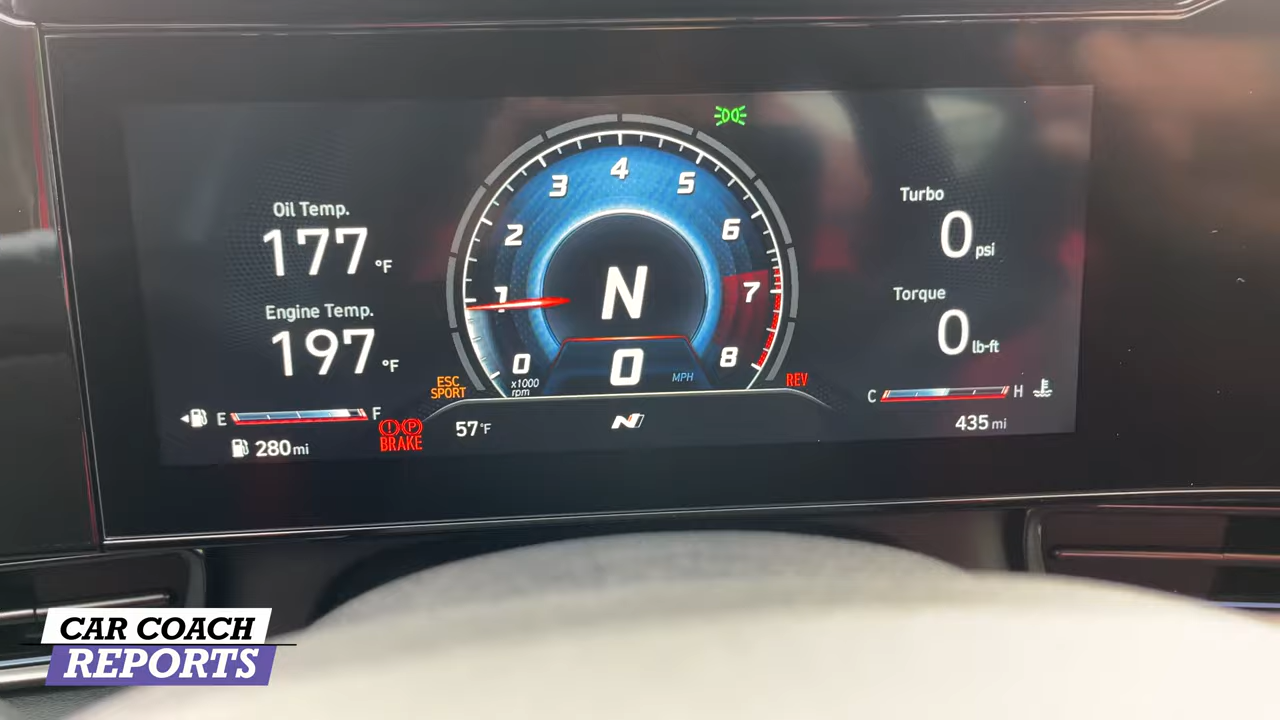 Oil Temp.
177 °F
Engine Temp.
197 °F
E F
280 mi
ESC
SPORT
BRAKE
P
0 1 2 3 4 5 6 7 8
x1000
rpm
N
0 MPH
REV
57°F
N
Turbo
0 psi
Torque
0 lb-ft
C H
435 mi
CAR COACH
REPORTS